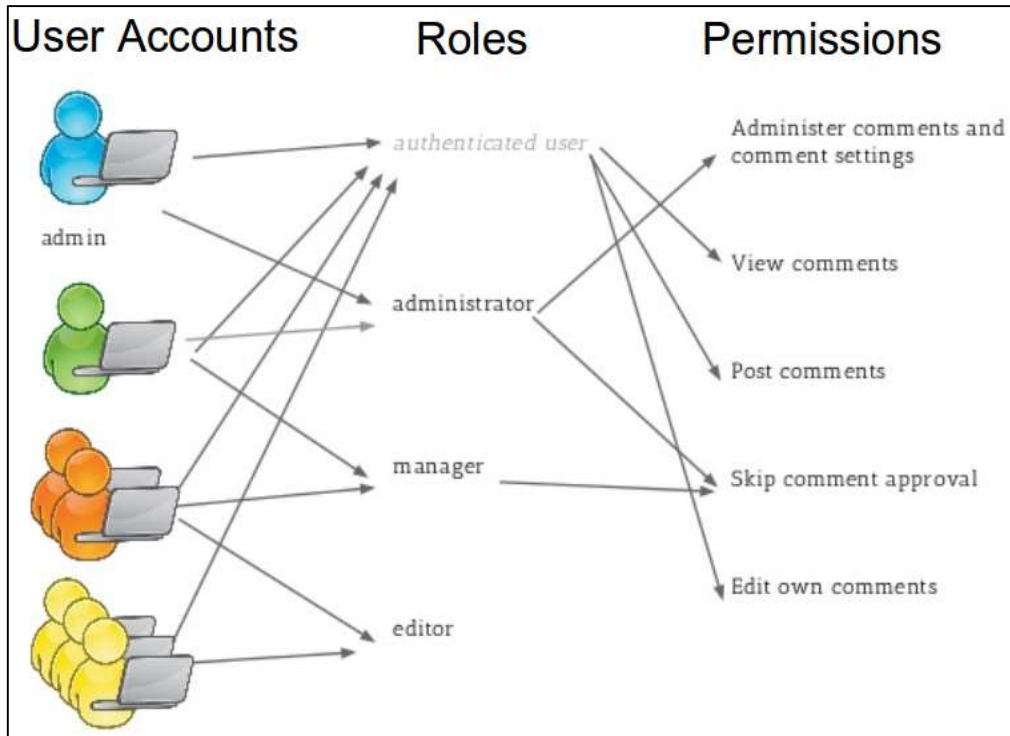 User Accounts
Roles
Permissions
admin
authenticated user
administrator
manager
editor
Administer comments and
comment settings
View comments
Post comments
Skip comment approval
Edit own comments